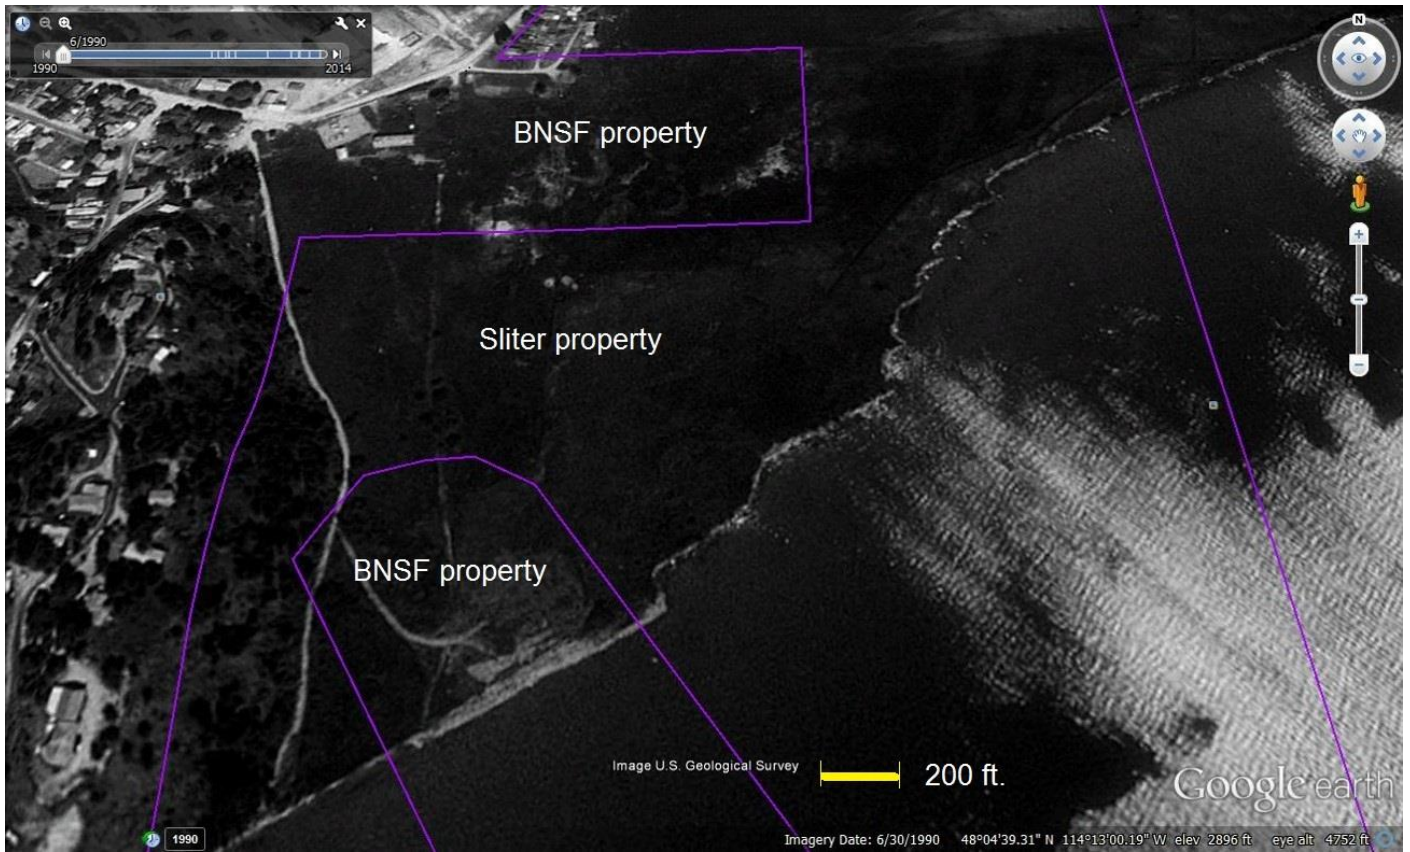 6/1990
1990
2014
N
BNSF property
Sliter property
BNSF property
Image U.S. Geological Survey
200 ft.
Google earth
1990
Imagery Date: 6/30/1990 48°04'39.31" N 114°13'00.19" W elev 2896 ft eye alt 4752 ft